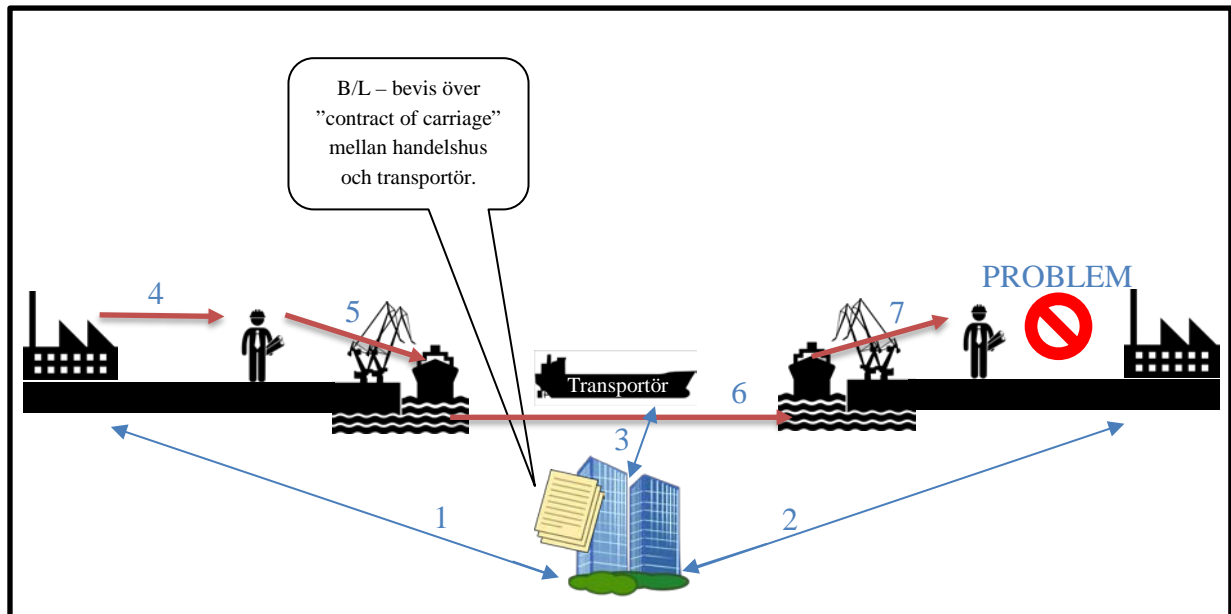 B/L – bevis över
”contract of carriage”
mellan handelshus
och transportör.
PROBLEM
4
5
7
Transportör
6
3
1
2